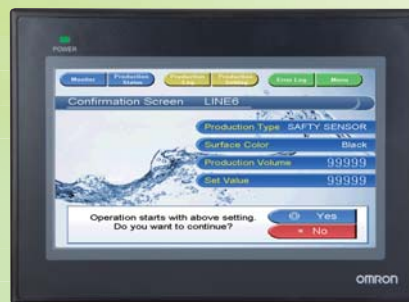 POWER
Monitor
Production
Status
Production
Log
Production
Setting
Error Log
Menu
Confirmation Screen LINE6
Production Type SAFTY SENSOR
Surface Color Black
Production Volume 99999
Set Value 99999
Operation starts with above setting.
Do you want to continue?
Yes
No
OMRON